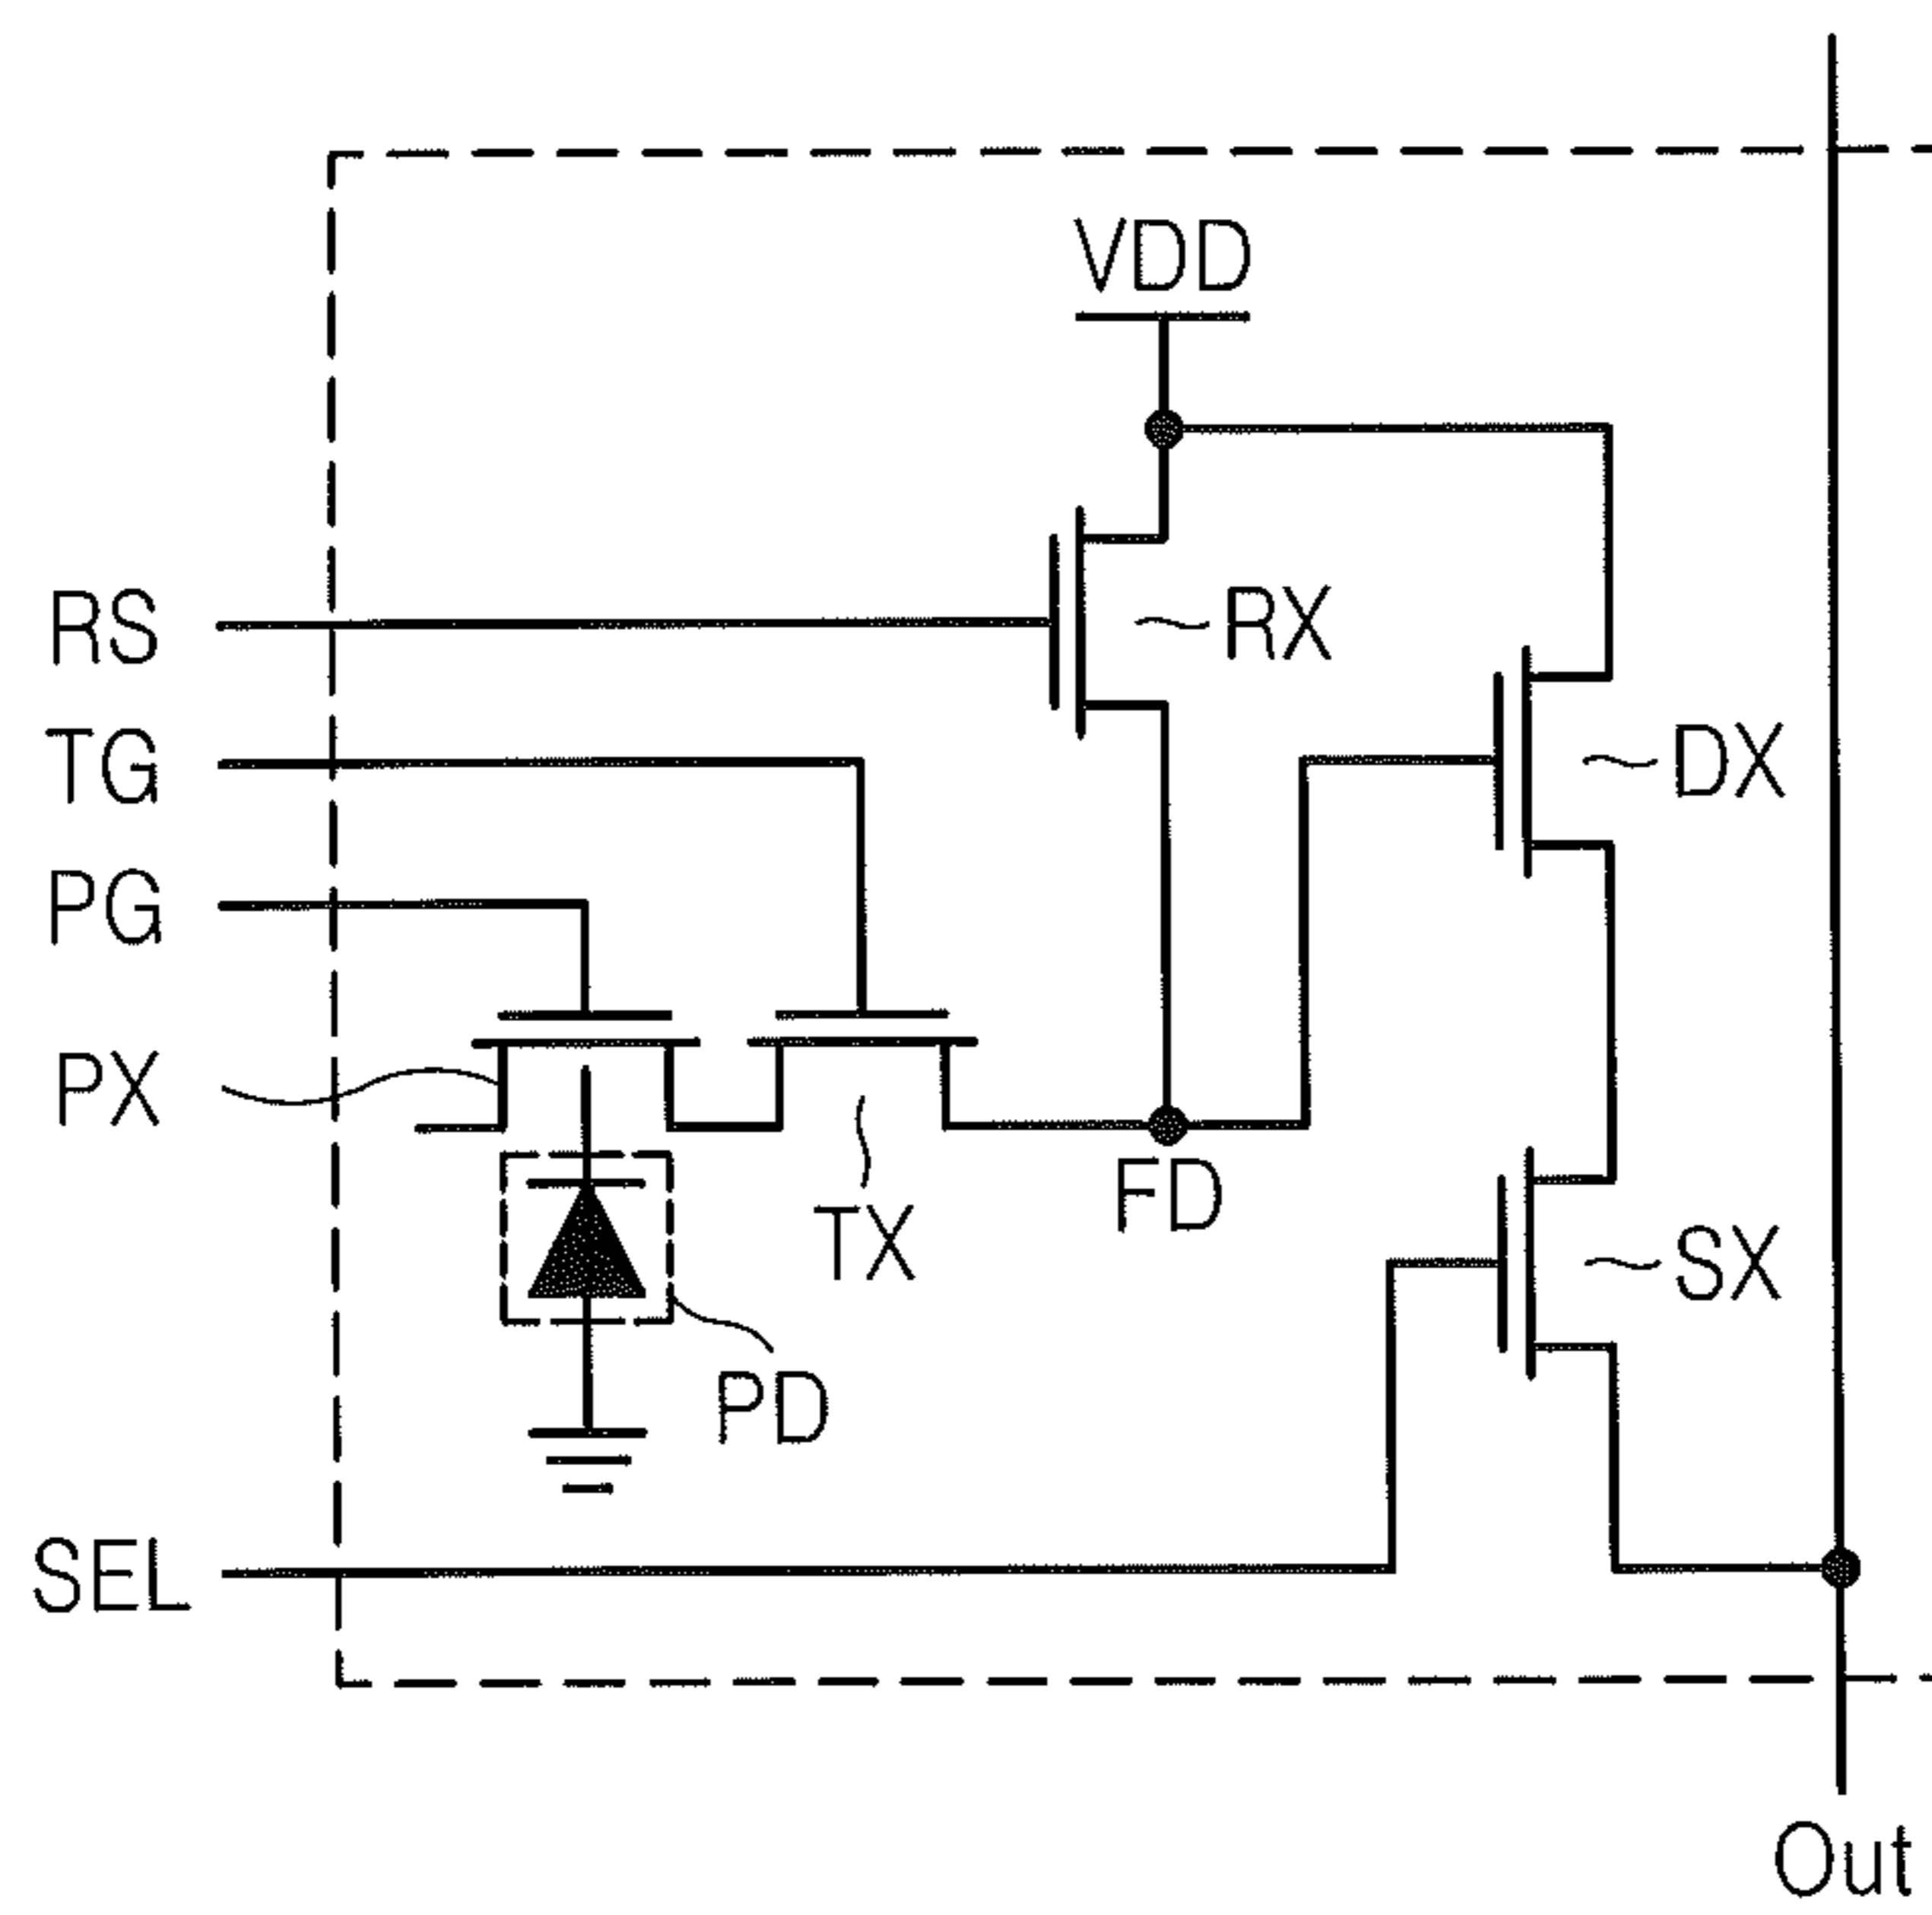 VDD
RS
RX
TG
DX
PG
PX
FD
TX
SX
PD
SEL
Out